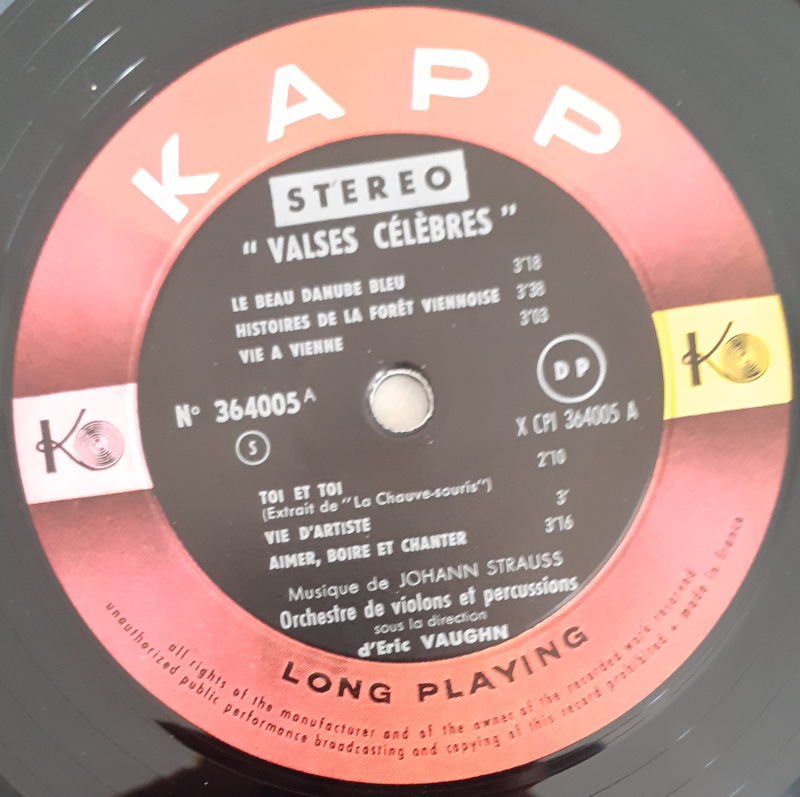 KAPP
STEREO
" VALSES CÉLÈBRES "
LE BEAU DANUBE BLEU 3'18
HISTOIRES DE LA FORÊT VIENNOISE 3'38
VIE A VIENNE 3'03
K
K
D P
N° 364005 A
X CPI 364005 A
S
TOI ET TOI 2'10
(Extrait de "La Chauve-souris")
VIE D'ARTISTE 3'
AIMER, BOIRE ET CHANTER 3'16
Musique de JOHANN STRAUSS
Orchestre de violons et percussions
sous la direction
d'Eric VAUGHN
LONG PLAYING
all rights of the manufacturer and of the owner of the recorded work reserved
unauthorized public performance broadcasting and copying of this record prohibited • made in France